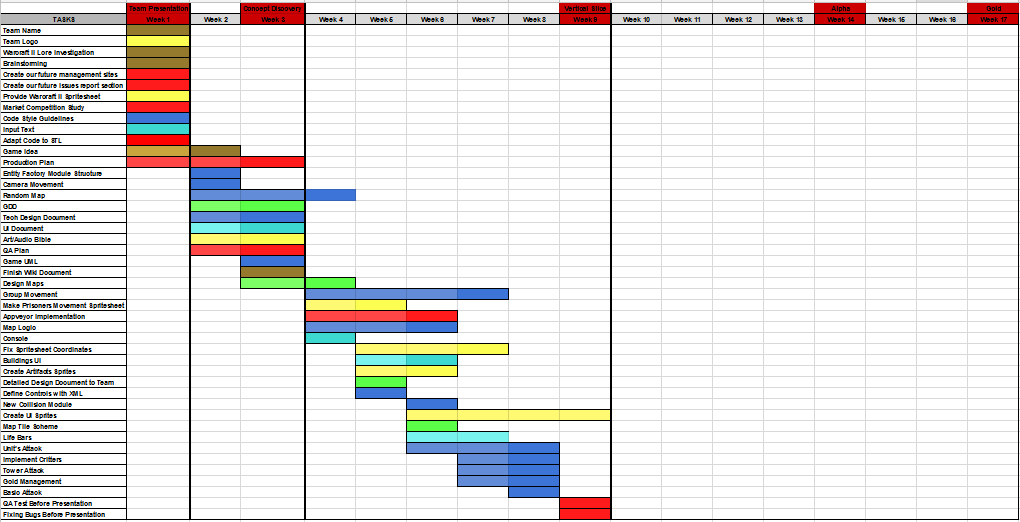 Team Presentation Concept Discovery Vertical Slice Alpha Gold
TASKS Week 1 Week 2 Week 3 Week 4 Week 5 Week 6 Week 7 Week 8 Week 9 Week 10 Week 11 Week 12 Week 13 Week 14 Week 15 Week 16 Week 17
Team Name
Team Logo
Warcraft II Lore Investigation
Brainstorming
Create our future management sites
Create our future issues report section
Provide Warcraft II Spritesheet
Market Competition Study
Code Style Guidelines
Input Text
Adapt Code to STL
Game Idea
Production Plan
Entity Factory Module Structure
Camera Movement
Random Map
GDD
Tech Design Document
UI Document
Art/Audio Bible
QA Plan
Game UML
Finish Wiki Document
Design Maps
Group Movement
Make Prisoners Movement Spritesheet
Appveyor Implementation
Map Logic
Console
Fix Spritesheet Coordinates
Buildings UI
Create Artifacts Sprites
Detailed Design Document to Team
Define Controls with XML
New Collision Module
Create UI Sprites
Map Tile Scheme
Life Bars
Unit's Attack
Implement Critters
Tower Attack
Gold Management
Basic Attack
QA Test Before Presentation
Fixing Bugs Before Presentation